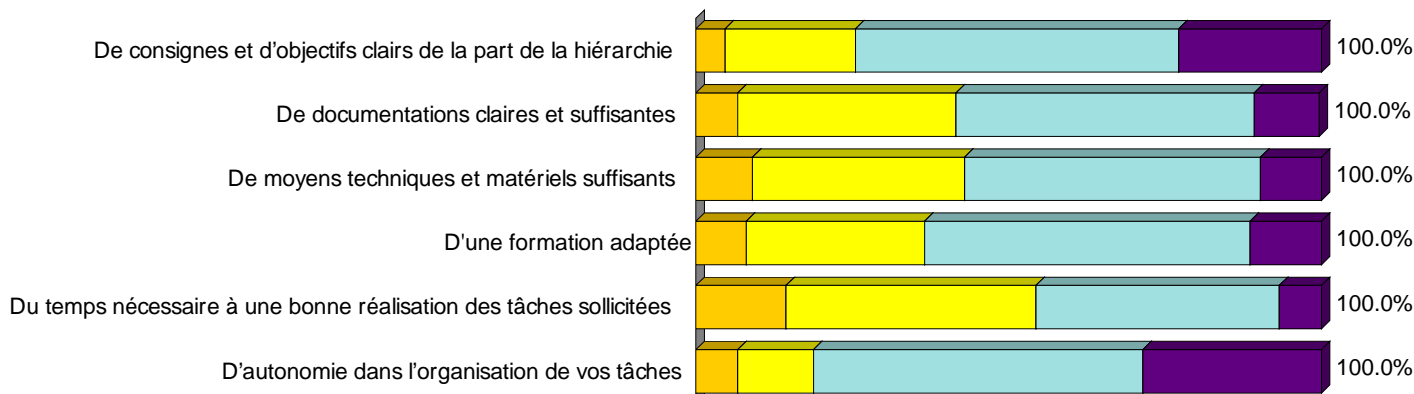 De consignes et d’objectifs clairs de la part de la hiérarchie 100.0%
De documentations claires et suffisantes 100.0%
De moyens techniques et matériels suffisants 100.0%
D'une formation adaptée 100.0%
Du temps nécessaire à une bonne réalisation des tâches sollicitées 100.0%
D’autonomie dans l’organisation de vos tâches 100.0%